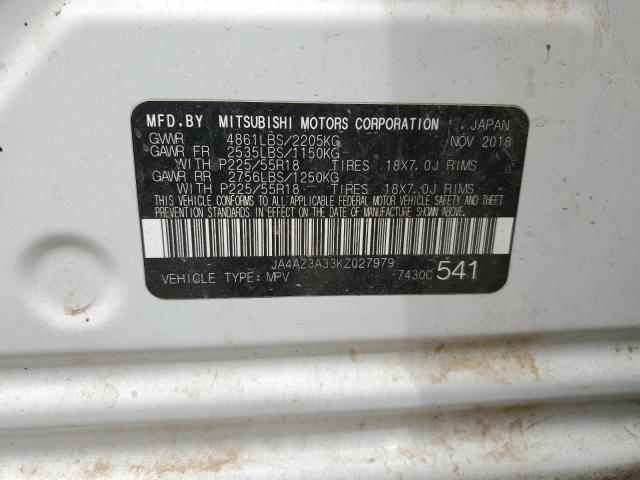 MFD.BY MITSUBISHI MOTORS CORPORATION JAPAN
GVWR 4861LBS/2205KG NOV 2018
GAWR FR 2535LBS/1150KG
WITH P225/55R18 TIRES 18X7.0J RIMS
GAWR RR 2756LBS/1250KG
WITH P225/55R18 TIRES 18X7.0J RIMS
THIS VEHICLE CONFORMS TO ALL APPLICABLE FEDERAL MOTOR VEHICLE SAFETY AND THEFT
PREVENTION STANDARDS IN EFFECT ON THE DATE OF MANUFACTURE SHOWN ABOVE.
JA4AZ3A33KZ027979
VEHICLE TYPE: MPV 7430C 541